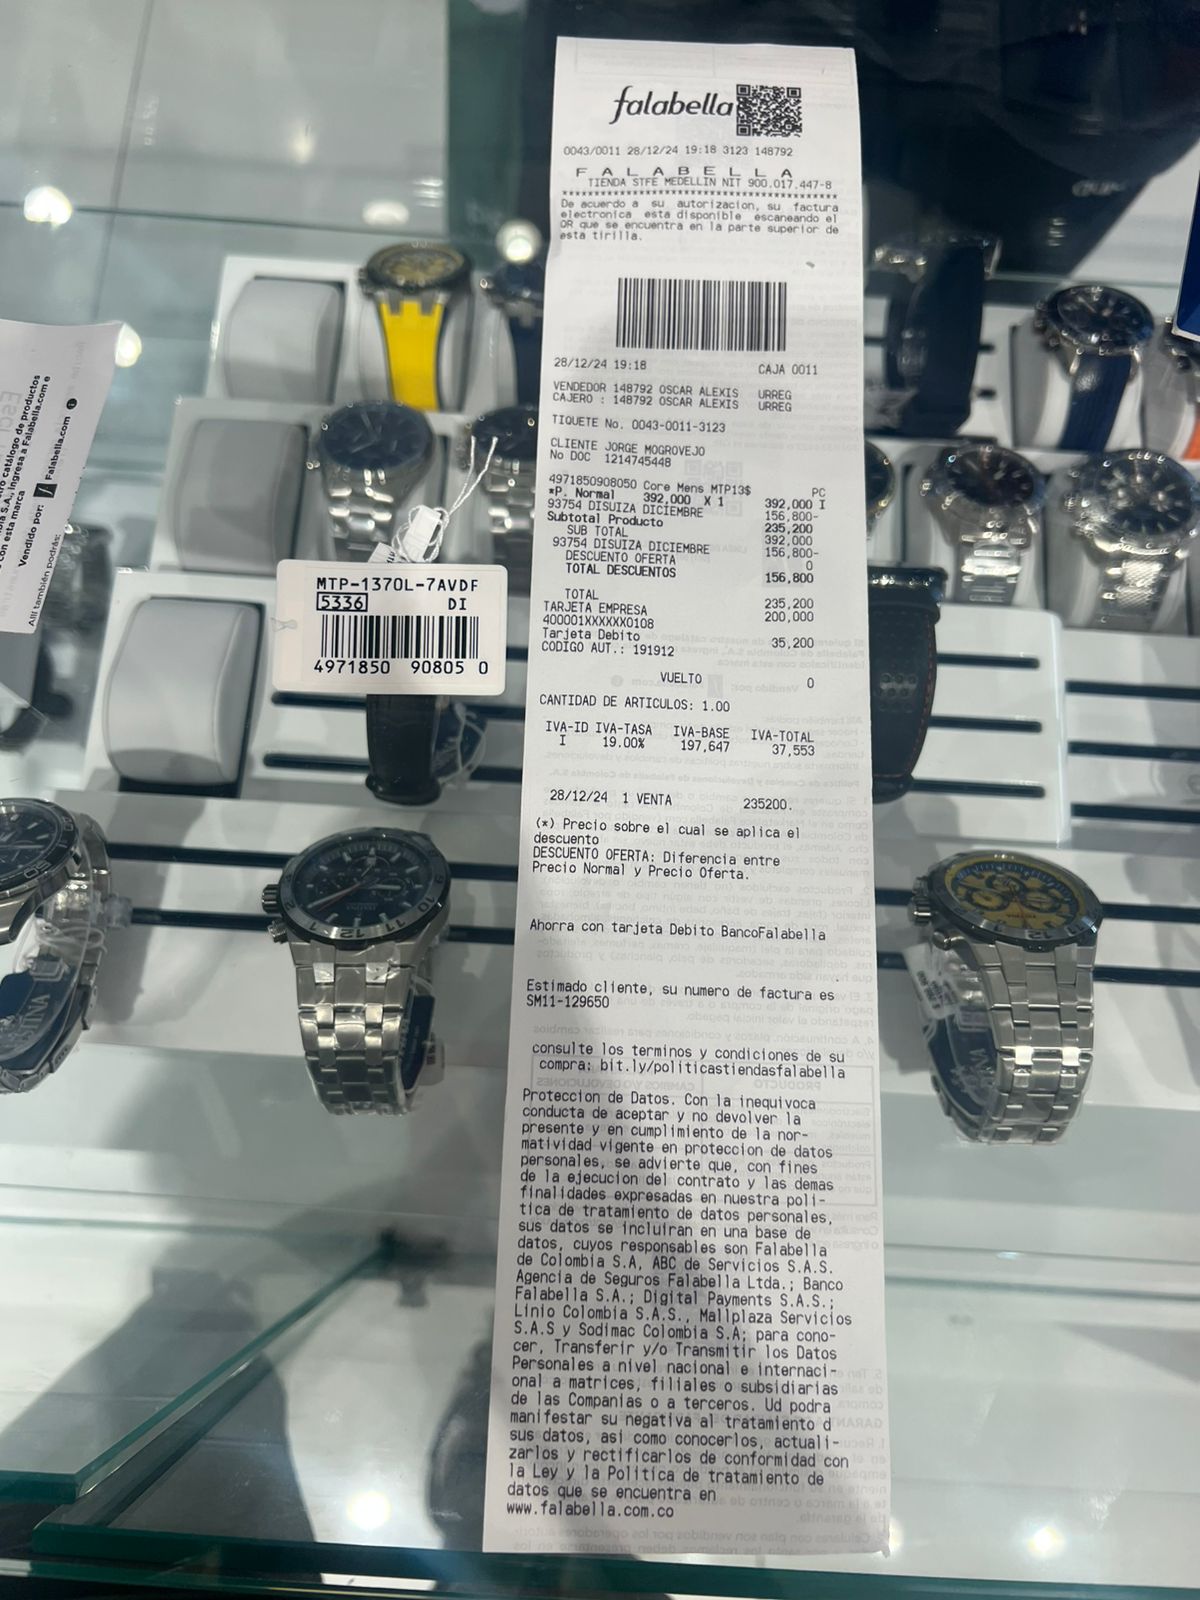 falabella
0043/0011 28/12/24 19:18 3123 148792
F A L A B E L L A
TIENDA STFE MEDELLIN NIT 900.017.447-8
****************************************
De acuerdo a su autorizacion, su factura
electronica esta disponible escaneando el
QR que se encuentra en la parte superior de
esta tirilla.
28/12/24 19:18 CAJA 0011
VENDEDOR 148792 OSCAR ALEXIS URREG
CAJERO : 148792 OSCAR ALEXIS URREG
TIQUETE No. 0043-0011-3123
CLIENTE JORGE MOGROVEJO
No DOC 1214745448
4971850908050 Core Mens MTP13$ PC
*P. Normal 392,000 X 1 392,000 I
93754 DISUIZA DICIEMBRE 156,800-
Subtotal Producto 235,200
SUB TOTAL 392,000
93754 DISUIZA DICIEMBRE 156,800-
DESCUENTO OFERTA 0
TOTAL DESCUENTOS 156,800
TOTAL 235,200
TARJETA EMPRESA 200,000
400001XXXXXX0108
Tarjeta Debito 35,200
CODIGO AUT.: 191912
VUELTO 0
CANTIDAD DE ARTICULOS: 1.00
IVA-ID IVA-TASA IVA-BASE IVA-TOTAL
I 19.00% 197,647 37,553
28/12/24 1 VENTA 235200.
(*) Precio sobre el cual se aplica el
descuento
DESCUENTO OFERTA: Diferencia entre
Precio Normal y Precio Oferta.
Ahorra con tarjeta Debito BancoFalabella
Estimado cliente, su numero de factura es
SM11-129650
consulte los terminos y condiciones de su
compra: bit.ly/politicastiendasfalabella
Proteccion de Datos. Con la inequivoca
conducta de aceptar y no devolver la
presente y en cumplimiento de la nor-
matividad vigente en proteccion de datos
personales, se advierte que, con fines
de la ejecucion del contrato y las demas
finalidades expresadas en nuestra poli-
tica de tratamiento de datos personales,
sus datos se incluiran en una base de
datos, cuyos responsables son Falabella
de Colombia S.A, ABC de Servicios S.A.S.
Agencia de Seguros Falabella Ltda.; Banco
Falabella S.A.; Digital Payments S.A.S.;
Linio Colombia S.A.S., Mallplaza Servicios
S.A.S y Sodimac Colombia S.A; para cono-
cer, Transferir y/o Transmitir los Datos
Personales a nivel nacional e internaci-
onal a matrices, filiales o subsidiarias
de las Companias o a terceros. Ud podra
manifestar su negativa al tratamiento d
sus datos, asi como conocerlos, actuali-
zarlos y rectificarlos de conformidad con
la Ley y la Politica de tratamiento de
datos que se encuentra en
www.falabella.com.co
MTP-1370L-7AVDF
5336 DI
4971850 90805 0
catálogo de productos
S.A., ingresa a Falabella.com e
con esta marca
Vendido por: Falabella.com
Allí también podrás: